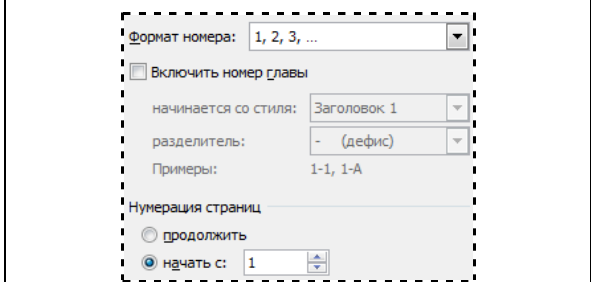 Формат номера: 1, 2, 3, ...
Включить номер главы
начинается со стиля: Заголовок 1
разделитель: - (дефис)
Примеры: 1-1, 1-A
Нумерация страниц
продолжить
начать с: 1